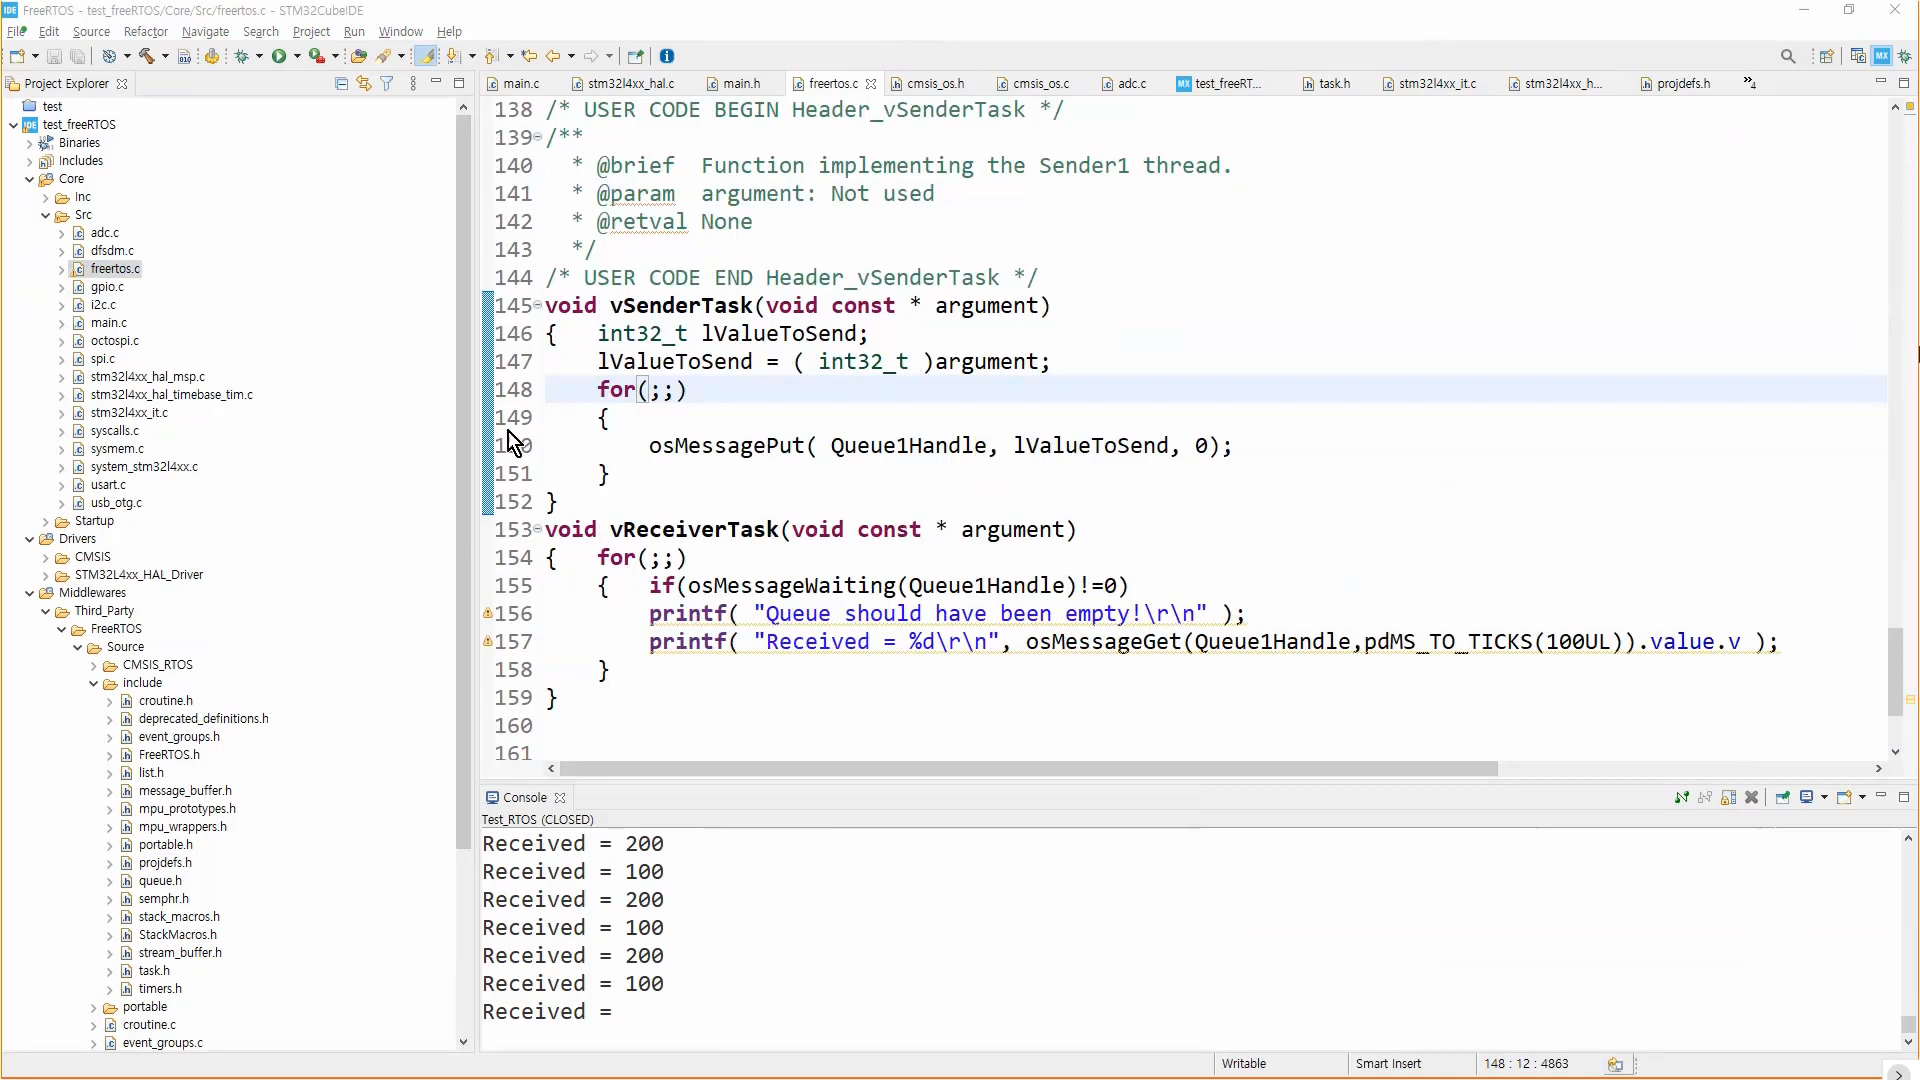 FreeRTOS - test_freeRTOS/Core/Src/freertos.c - STM32CubeIDE
File Edit Source Refactor Navigate Search Project Run Window Help
Project Explorer
main.c stm32l4xx_hal.c main.h freertos.c cmsis_os.h cmsis_os.c adc.c test_freeRT... task.h stm32l4xx_it.c stm32l4xx_h... projdefs.h »4
test
test_freeRTOS
Binaries
Includes
Core
Inc
Src
adc.c
dfsdm.c
freertos.c
gpio.c
i2c.c
main.c
octospi.c
spi.c
stm32l4xx_hal_msp.c
stm32l4xx_hal_timebase_tim.c
stm32l4xx_it.c
syscalls.c
sysmem.c
system_stm32l4xx.c
usart.c
usb_otg.c
Startup
Drivers
CMSIS
STM32L4xx_HAL_Driver
Middlewares
Third_Party
FreeRTOS
Source
CMSIS_RTOS
include
croutine.h
deprecated_definitions.h
event_groups.h
FreeRTOS.h
list.h
message_buffer.h
mpu_prototypes.h
mpu_wrappers.h
portable.h
projdefs.h
queue.h
semphr.h
stack_macros.h
StackMacros.h
stream_buffer.h
task.h
timers.h
portable
croutine.c
event_groups.c
138 /* USER CODE BEGIN Header_vSenderTask */
139 /**
140 * @brief Function implementing the Sender1 thread.
141 * @param argument: Not used
142 * @retval None
143 */
144 /* USER CODE END Header_vSenderTask */
145 void vSenderTask(void const * argument)
146 { int32_t lValueToSend;
147 lValueToSend = ( int32_t )argument;
148 for(;;)
149 {
150 osMessagePut( Queue1Handle, lValueToSend, 0);
151 }
152 }
153 void vReceiverTask(void const * argument)
154 { for(;;)
155 { if(osMessageWaiting(Queue1Handle)!=0)
156 printf( "Queue should have been empty!\r\n" );
157 printf( "Received = %d\r\n", osMessageGet(Queue1Handle,pdMS_TO_TICKS(100UL)).value.v );
158 }
159 }
160
161
Console
Test_RTOS (CLOSED)
Received = 200
Received = 100
Received = 200
Received = 100
Received = 200
Received = 100
Received =
Writable Smart Insert 148 : 12 : 4863